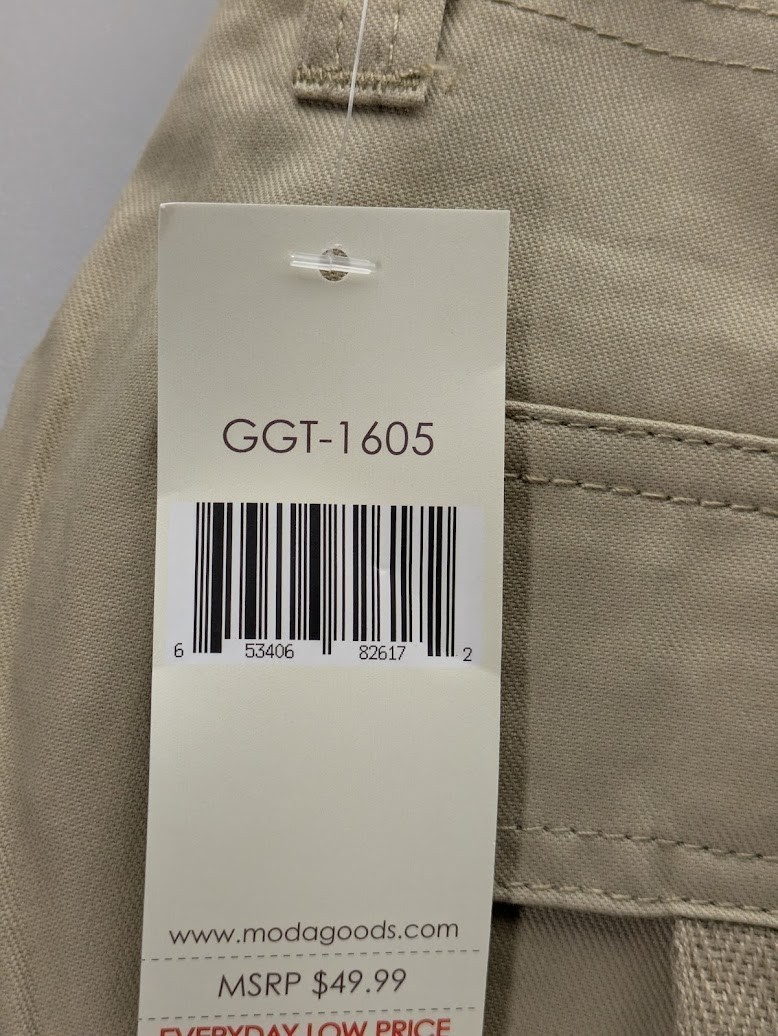 GGT-1605
6 53406 82617 2
www.modagoods.com
MSRP $49.99
EVERYDAY LOW PRICE